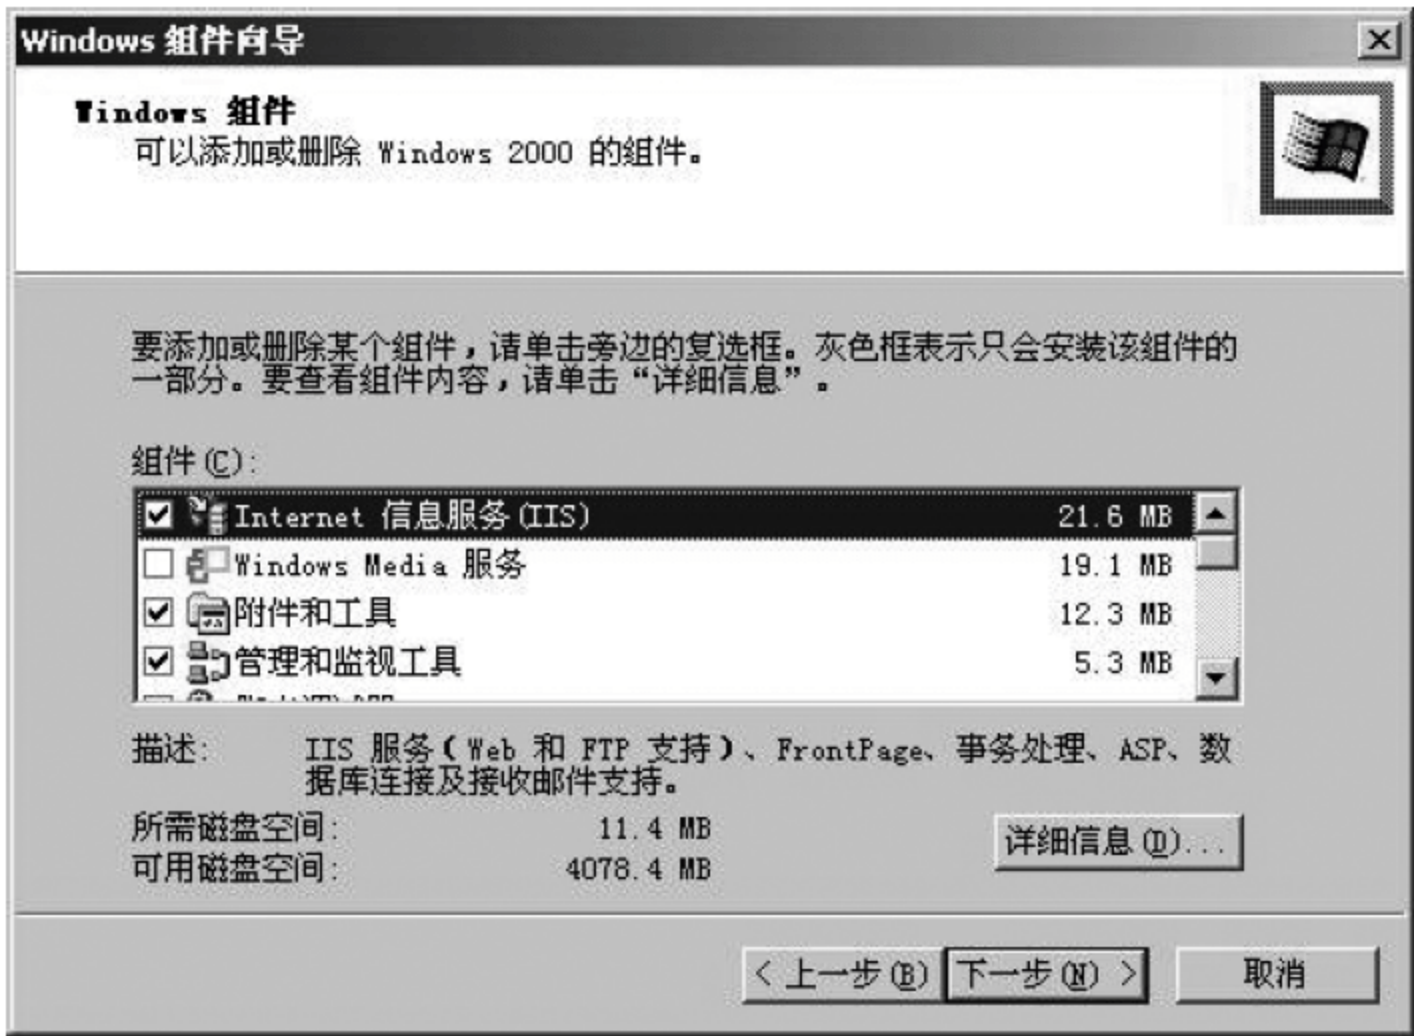 Windows 组件向导
Windows 组件
可以添加或删除 Windows 2000 的组件。
要添加或删除某个组件，请单击旁边的复选框。灰色框表示只会安装该组件的
一部分。要查看组件内容，请单击“详细信息”。
组件(C):
Internet 信息服务(IIS) 21.6 MB
Windows Media 服务 19.1 MB
附件和工具 12.3 MB
管理和监视工具 5.3 MB
描述: IIS 服务(Web 和 FTP 支持)、FrontPage、事务处理、ASP、数
据库连接及接收邮件支持。
所需磁盘空间: 11.4 MB
可用磁盘空间: 4078.4 MB
详细信息(D)...
< 上一步(B) 下一步(N) > 取消